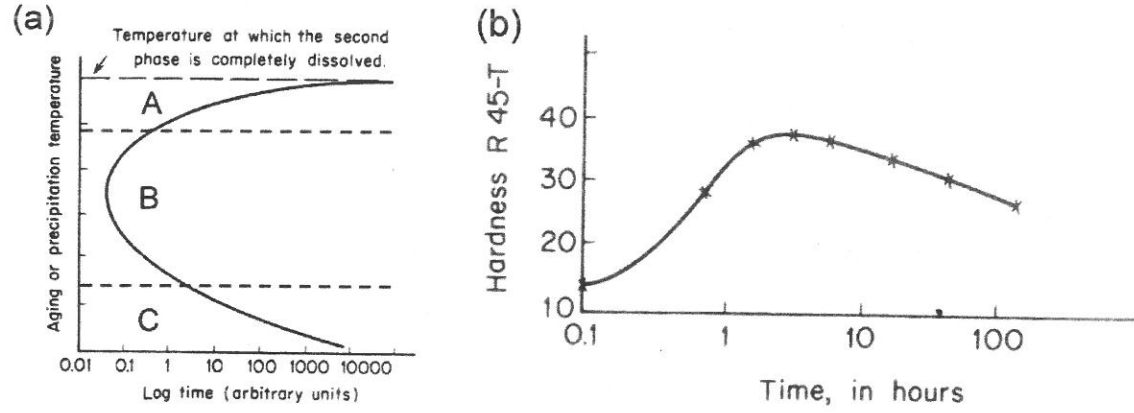 (a)
Temperature at which the second
phase is completely dissolved.
A
B
C
Aging or precipitation temperature
0.01 0.1 1 10 100 1000 10000
Log time (arbitrary units)
(b)
Hardness R 45-T
40
30
20
10
0.1 1 10 100
Time, in hours